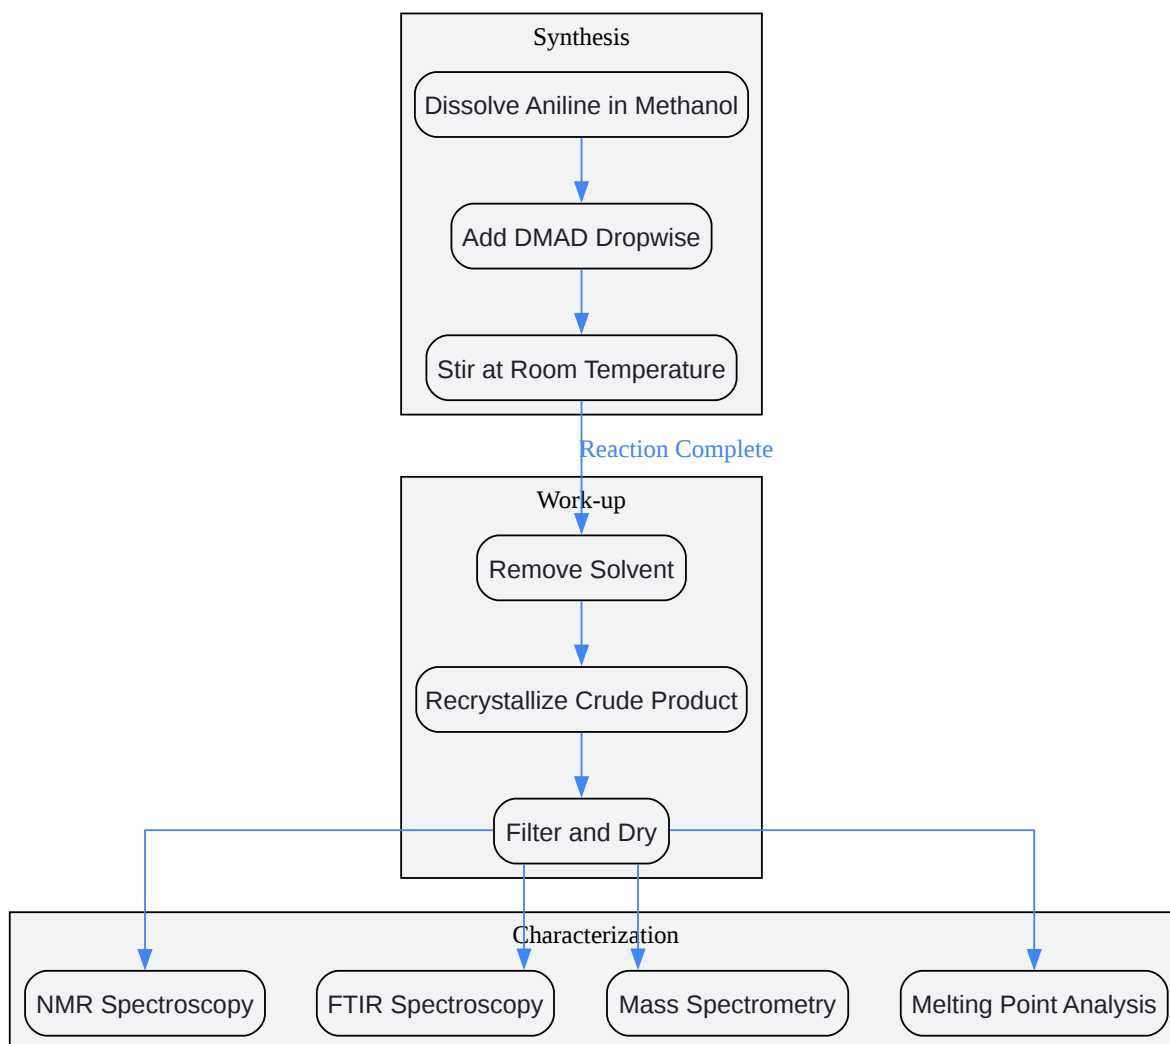 Synthesis
Dissolve Aniline in Methanol
Add DMAD Dropwise
Stir at Room Temperature
Reaction Complete
Work-up
Remove Solvent
Recrystallize Crude Product
Filter and Dry
Characterization
NMR Spectroscopy
FTIR Spectroscopy
Mass Spectrometry
Melting Point Analysis